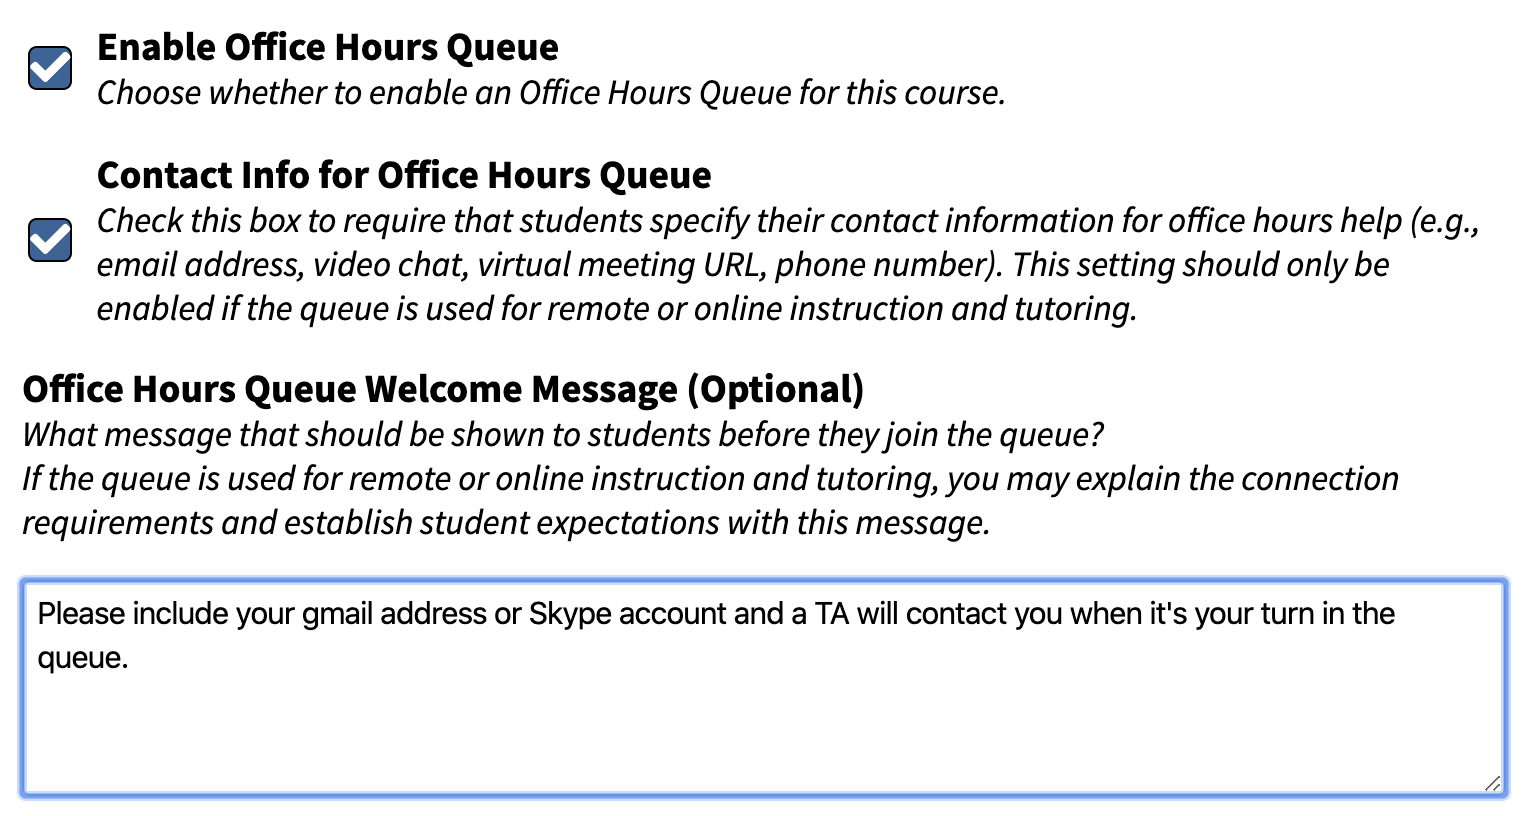 Enable Office Hours Queue
Choose whether to enable an Office Hours Queue for this course.
Contact Info for Office Hours Queue
Check this box to require that students specify their contact information for office hours help (e.g.,
email address, video chat, virtual meeting URL, phone number). This setting should only be
enabled if the queue is used for remote or online instruction and tutoring.
Office Hours Queue Welcome Message (Optional)
What message that should be shown to students before they join the queue?
If the queue is used for remote or online instruction and tutoring, you may explain the connection
requirements and establish student expectations with this message.
Please include your gmail address or Skype account and a TA will contact you when it's your turn in the
queue.